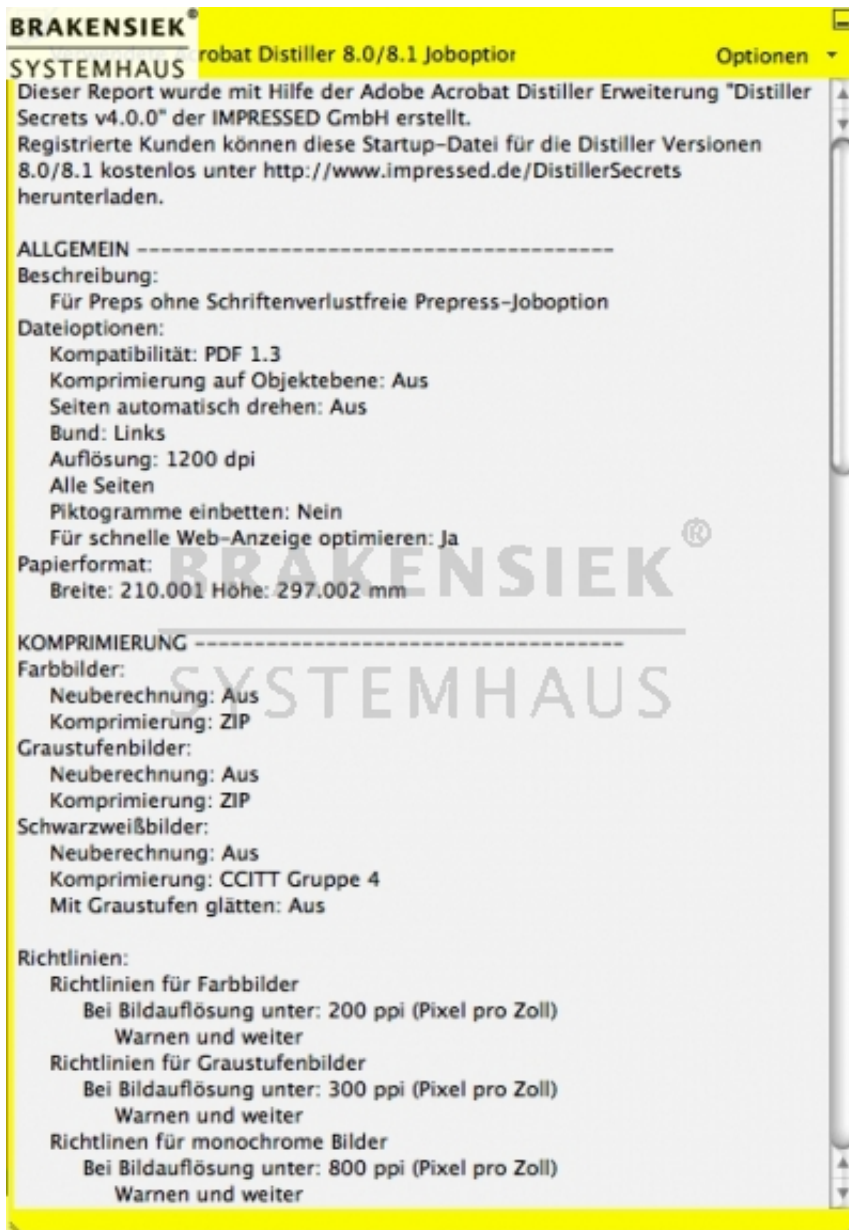 BRAKENSIEK®
SYSTEMHAUS
robat Distiller 8.0/8.1 Joboption
Optionen
Dieser Report wurde mit Hilfe der Adobe Acrobat Distiller Erweiterung "Distiller
Secrets v4.0.0" der IMPRESSED GmbH erstellt.
Registrierte Kunden können diese Startup-Datei für die Distiller Versionen
8.0/8.1 kostenlos unter http://www.impressed.de/DistillerSecrets
herunterladen.
ALLGEMEIN ----------------------------------------
Beschreibung:
Für Preps ohne Schriftenverlustfreie Prepress-Joboption
Dateioptionen:
Kompatibilität: PDF 1.3
Komprimierung auf Objektebene: Aus
Seiten automatisch drehen: Aus
Bund: Links
Auflösung: 1200 dpi
Alle Seiten
Piktogramme einbetten: Nein
Für schnelle Web-Anzeige optimieren: Ja
Papierformat:
Breite: 210.001 Höhe: 297.002 mm
BRAKENSIEK®
SYSTEMHAUS
KOMPRIMIERUNG ------------------------------------
Farbbilder:
Neuberechnung: Aus
Komprimierung: ZIP
Graustufenbilder:
Neuberechnung: Aus
Komprimierung: ZIP
Schwarzweißbilder:
Neuberechnung: Aus
Komprimierung: CCITT Gruppe 4
Mit Graustufen glätten: Aus
Richtlinien:
Richtlinien für Farbbilder
Bei Bildauflösung unter: 200 ppi (Pixel pro Zoll)
Warnen und weiter
Richtlinien für Graustufenbilder
Bei Bildauflösung unter: 300 ppi (Pixel pro Zoll)
Warnen und weiter
Richtlinen für monochrome Bilder
Bei Bildauflösung unter: 800 ppi (Pixel pro Zoll)
Warnen und weiter